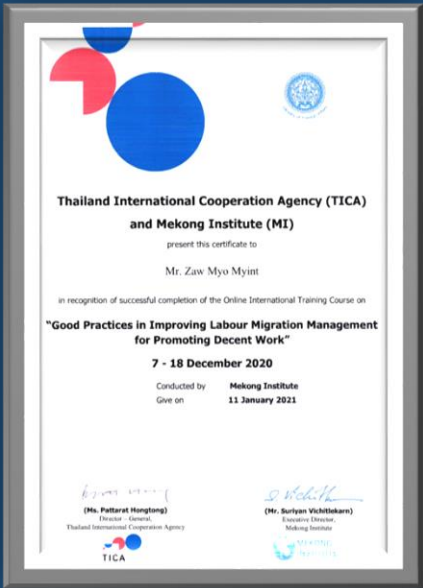 Thailand International Cooperation Agency (TICA)
and Mekong Institute (MI)
present this certificate to
Mr. Zaw Myo Myint
in recognition of successful completion of the Online International Training Course on
"Good Practices in Improving Labour Migration Management
for Promoting Decent Work"
7 - 18 December 2020
Conducted by Mekong Institute
Give on 11 January 2021
(Ms. Pattarat Hongtong)
Director – General,
Thailand International Cooperation Agency
TICA
(Mr. Suriyan Vichitlekarn)
Executive Director,
Mekong Institute
MEKONG
INSTITUTE